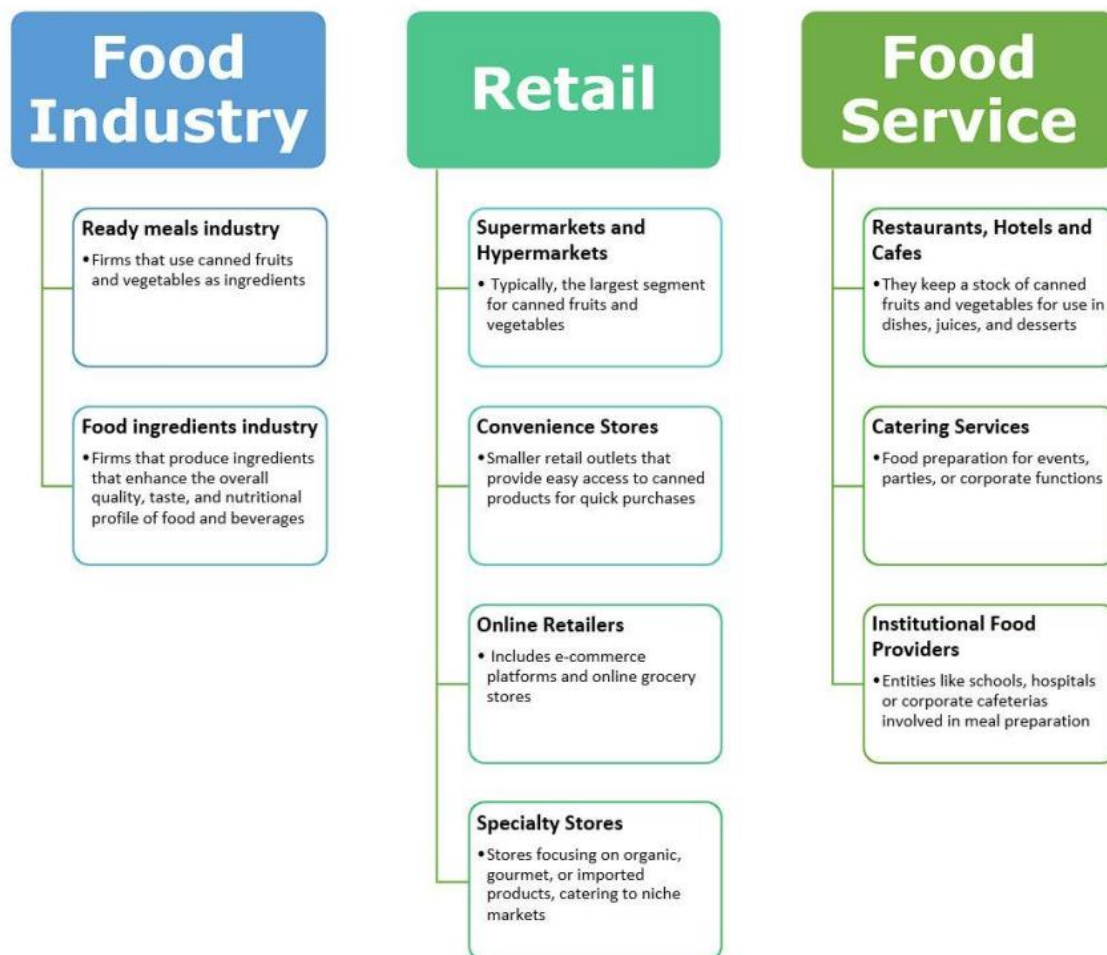 Food
Industry
Ready meals industry
•Firms that use canned fruits
and vegetables as ingredients
Food ingredients industry
•Firms that produce ingredients
that enhance the overall
quality, taste, and nutritional
profile of food and beverages
Retail
Supermarkets and
Hypermarkets
• Typically, the largest segment
for canned fruits and
vegetables
Convenience Stores
•Smaller retail outlets that
provide easy access to canned
products for quick purchases
Online Retailers
• Includes e-commerce
platforms and online grocery
stores
Specialty Stores
•Stores focusing on organic,
gourmet, or imported
products, catering to niche
markets
Food
Service
Restaurants, Hotels and
Cafes
•They keep a stock of canned
fruits and vegetables for use in
dishes, juices, and desserts
Catering Services
•Food preparation for events,
parties, or corporate functions
Institutional Food
Providers
•Entities like schools, hospitals
or corporate cafeterias
involved in meal preparation